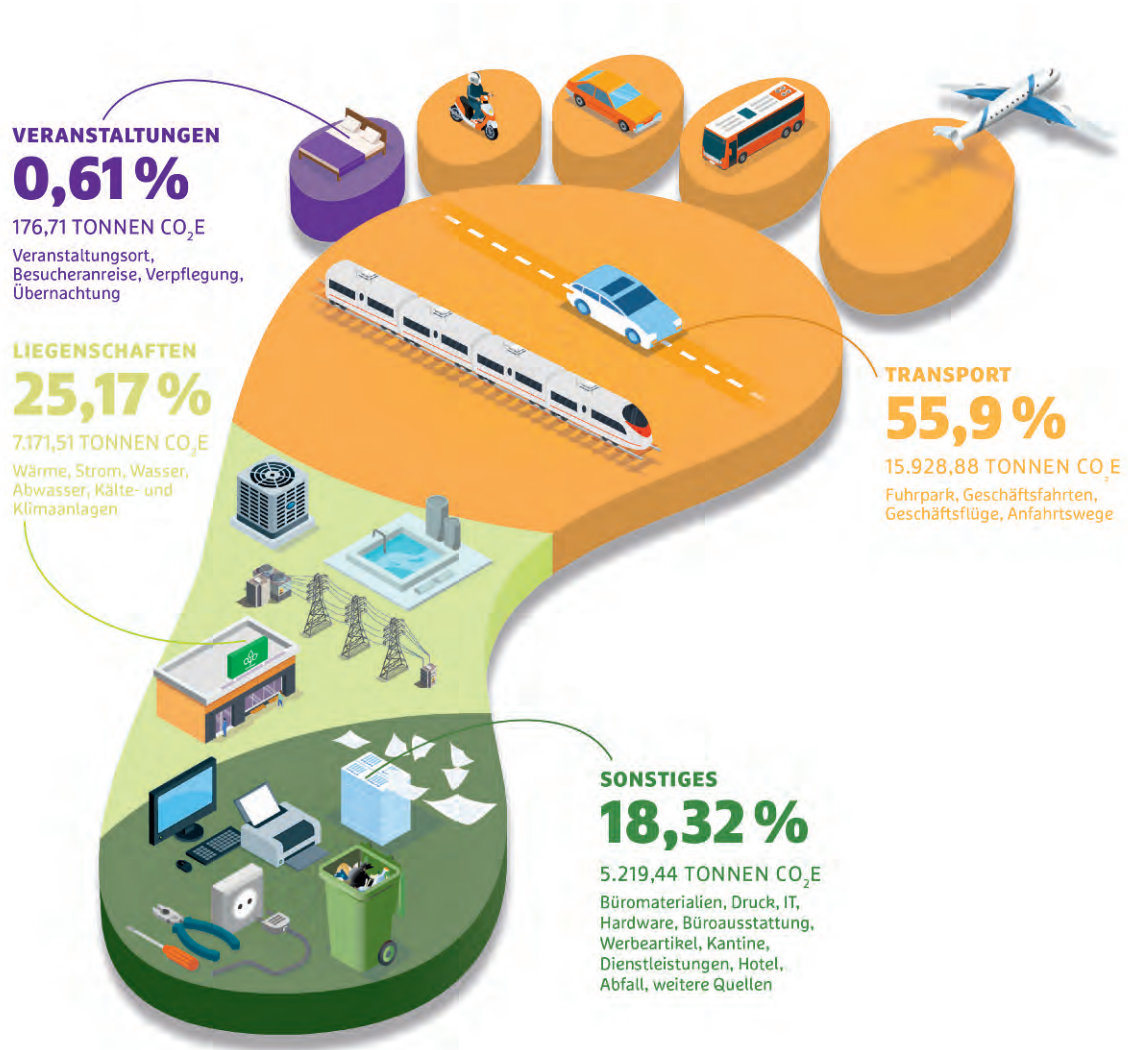 VERANSTALTUNGEN
0,61 %
176,71 TONNEN CO₂E
Veranstaltungsort,
Besucheranreise, Verpflegung,
Übernachtung
LIEGENSCHAFTEN
25,17 %
7.171,51 TONNEN CO₂E
Wärme, Strom, Wasser,
Abwasser, Kälte- und
Klimaanlagen
TRANSPORT
55,9 %
15.928,88 TONNEN CO₂E
Fuhrpark, Geschäftsfahrten,
Geschäftsflüge, Anfahrtswege
SONSTIGES
18,32 %
5.219,44 TONNEN CO₂E
Büromaterialien, Druck, IT,
Hardware, Büroausstattung,
Werbeartikel, Kantine,
Dienstleistungen, Hotel,
Abfall, weitere Quellen